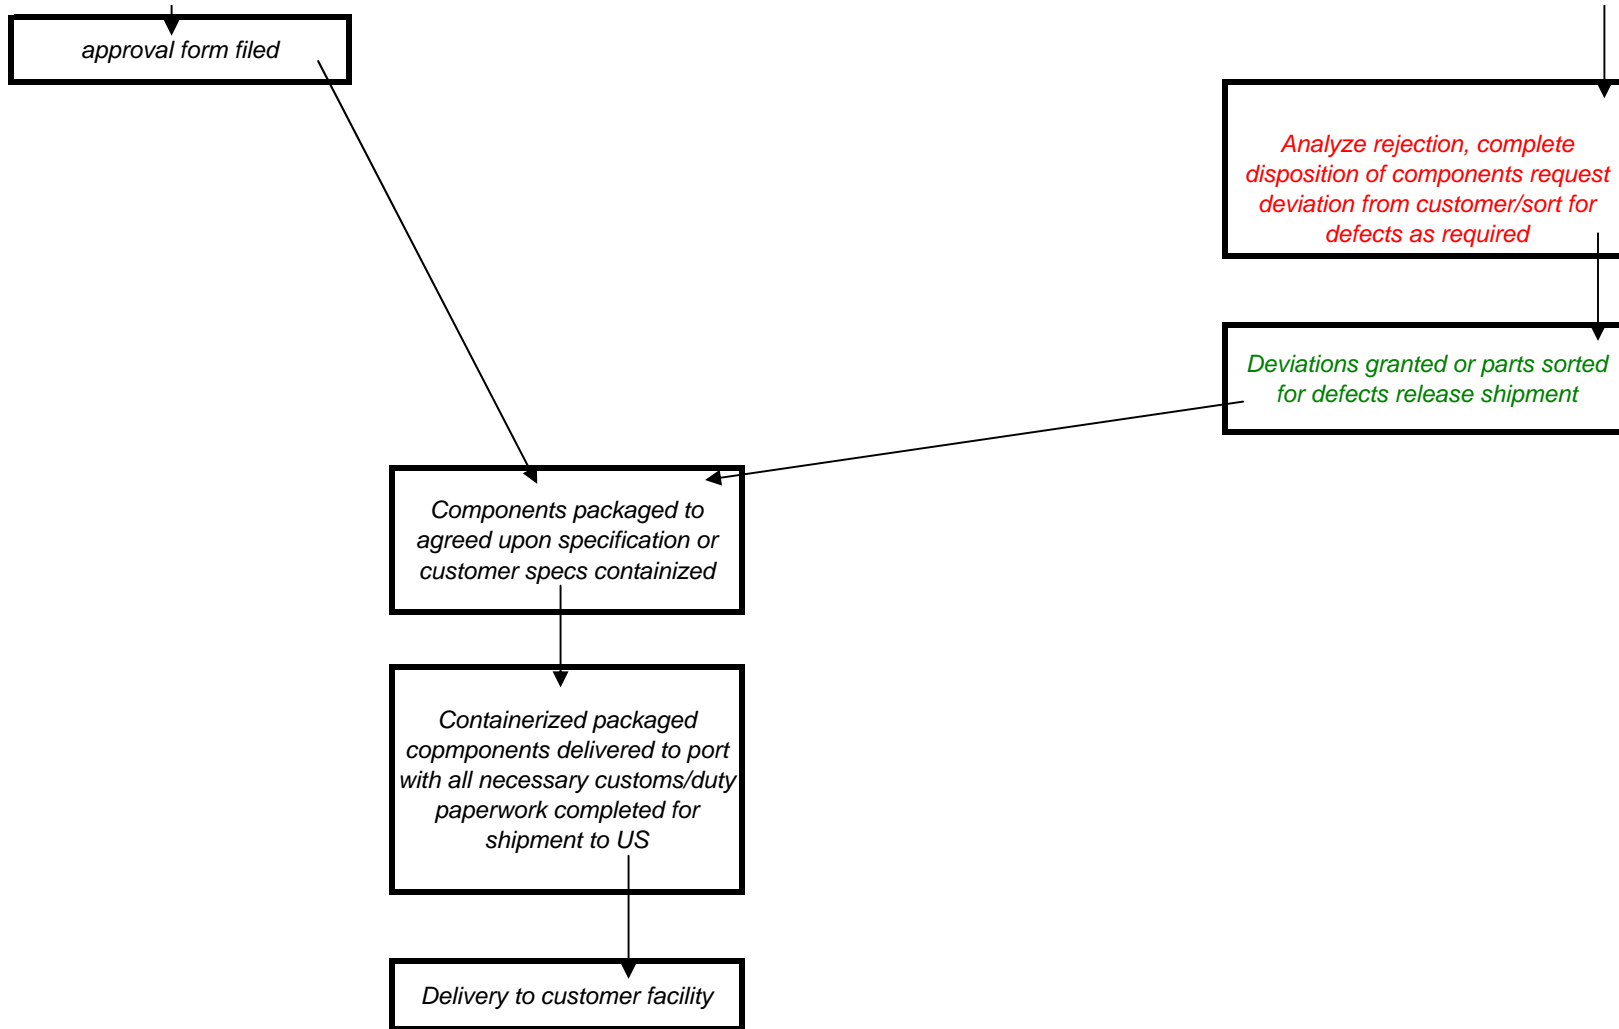 approval form filed
Analyze rejection, complete
disposition of components request
deviation from customer/sort for
defects as required
Deviations granted or parts sorted
for defects release shipment
Components packaged to
agreed upon specification or
customer specs containized
Containerized packaged
copmponents delivered to port
with all necessary customs/duty
paperwork completed for
shipment to US
Delivery to customer facility